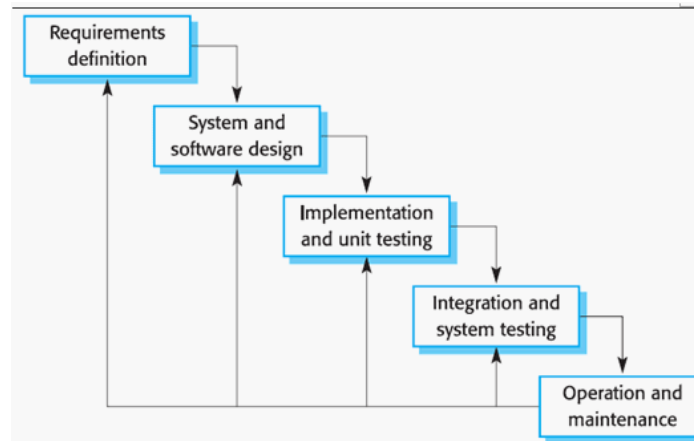 Requirements
definition
System and
software design
Implementation
and unit testing
Integration and
system testing
Operation and
maintenance